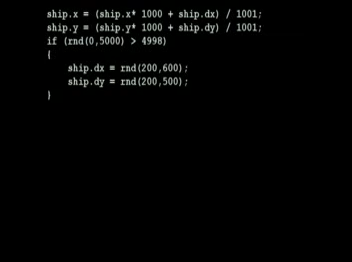 ship.x = (ship.x* 1000 + ship.dx) / 1001;
ship.y = (ship.y* 1000 + ship.dy) / 1001;
if (rnd(0,5000) > 4998)
{
ship.dx = rnd(200,600);
ship.dy = rnd(200,500);
}